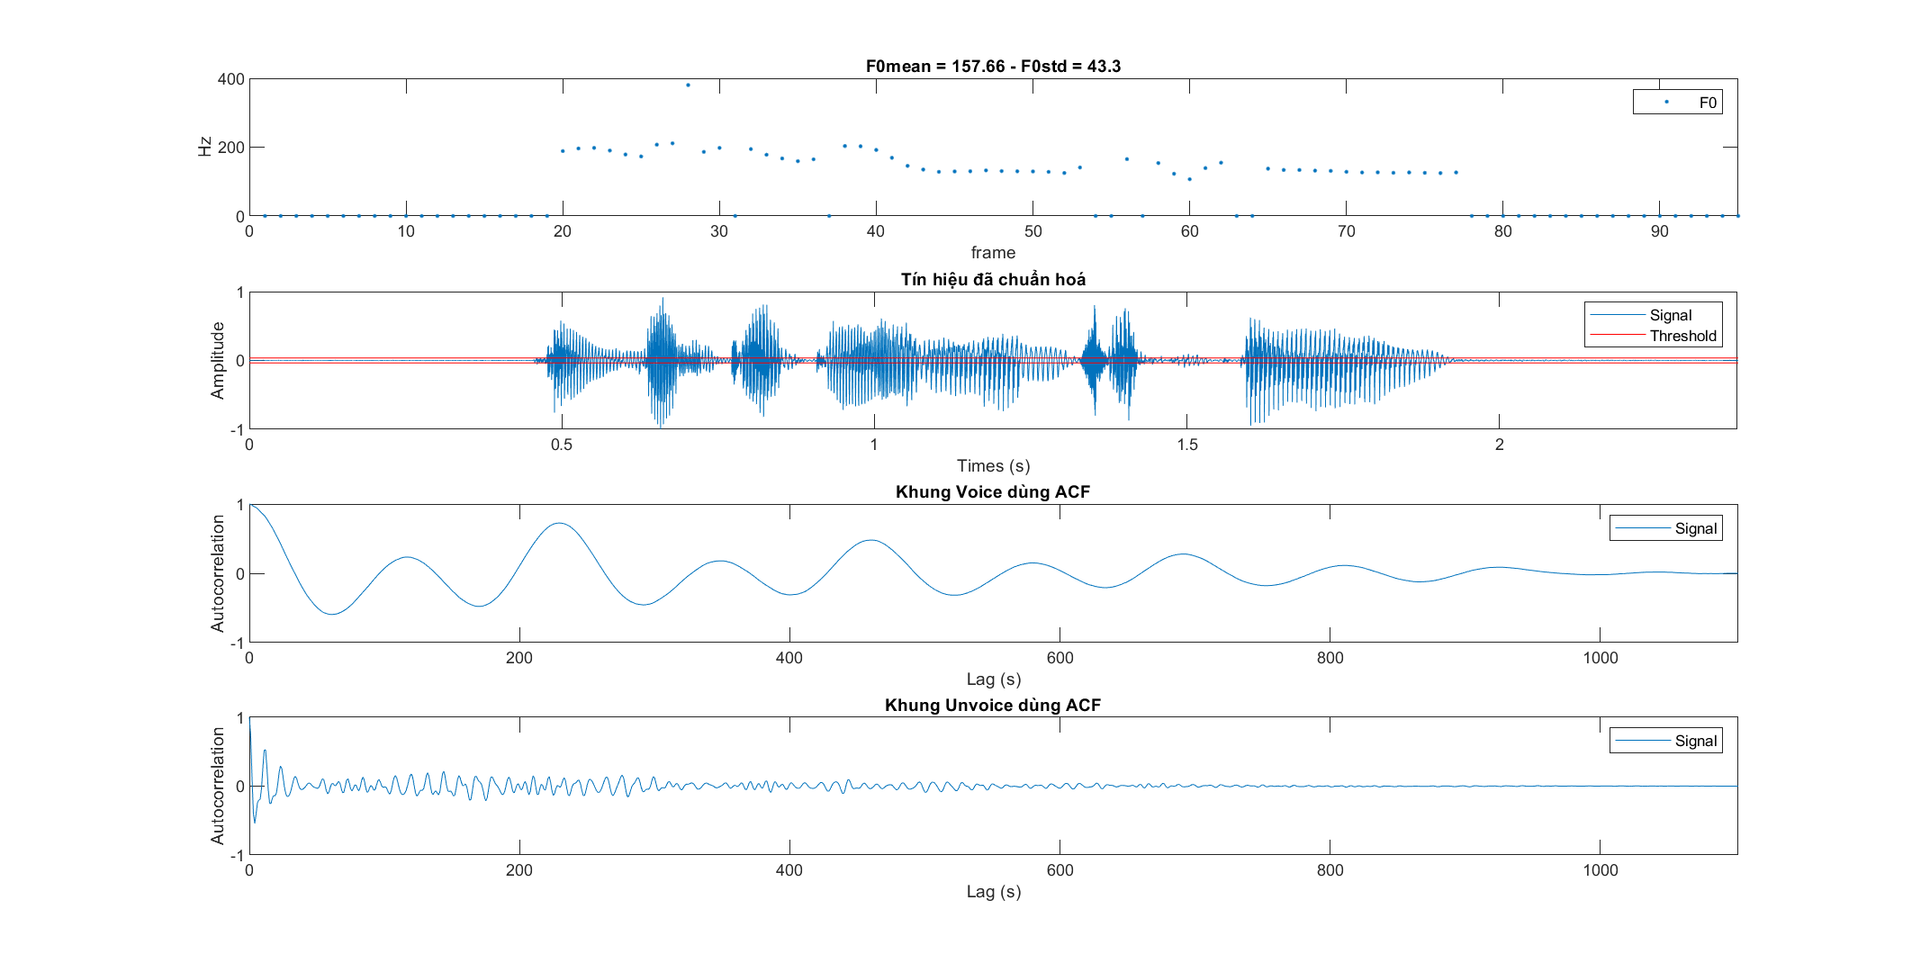 F0mean = 157.66 - F0std = 43.3
400
200
0
Hz
F0
0 10 20 30 40 50 60 70 80 90
frame
Tín hiệu đã chuẩn hoá
1
0
-1
Amplitude
Signal
Threshold
0 0.5 1 1.5 2
Times (s)
Khung Voice dùng ACF
1
0
-1
Autocorrelation
Signal
0 200 400 600 800 1000
Lag (s)
Khung Unvoice dùng ACF
1
0
-1
Autocorrelation
Signal
0 200 400 600 800 1000
Lag (s)